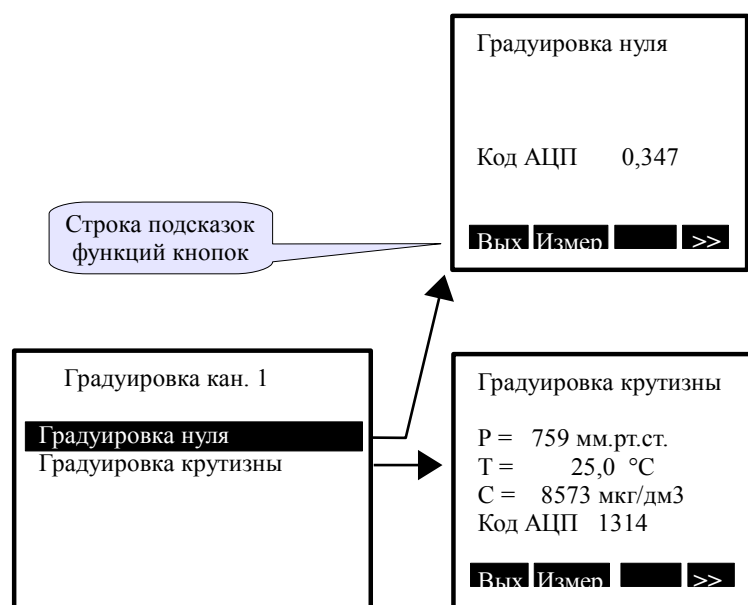 Градуировка нуля
Код АЦП 0,347
Вых Измер >>
Строка подсказок
функций кнопок
Градуировка кан. 1
Градуировка нуля
Градуировка крутизны
Градуировка крутизны
P = 759 мм.рт.ст.
T = 25,0 °C
C = 8573 мкг/дм3
Код АЦП 1314
Вых Измер >>